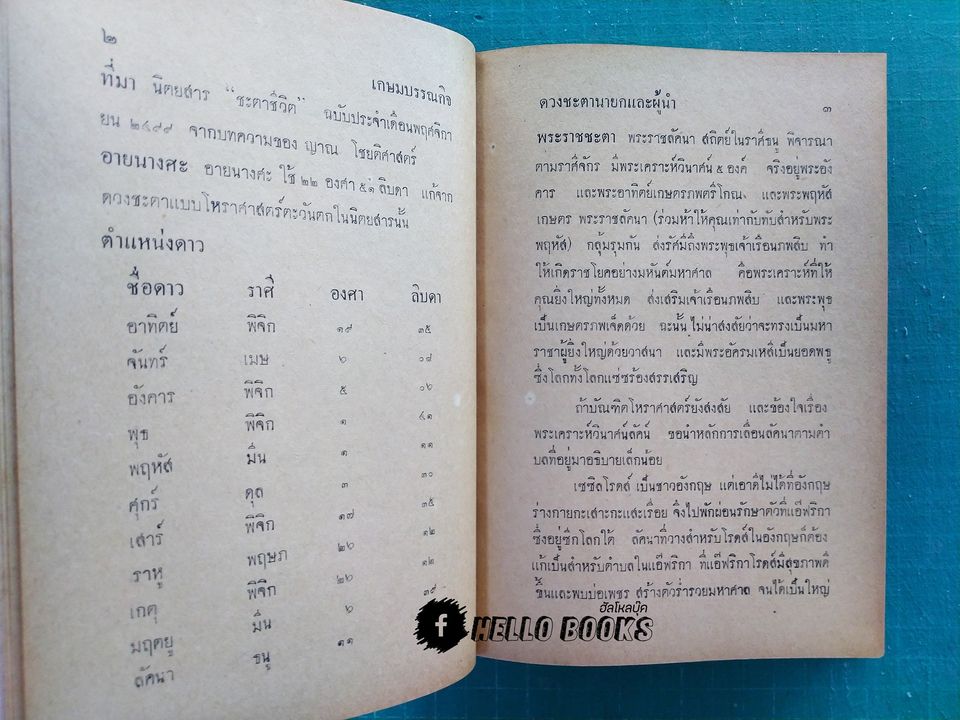 ๒
เกษมบรรณกิจ
ที่มา นิตยสาร “ชะตาชีวิต” ฉบับประจำเดือนพฤศจิกา
ยน ๒๔๙๙ จากบทความของ ญาณ โชยติศาสตร์
อายนางศะ อายนางศะ ใช้ ๒๒ องศา ๕๑ ลิบดา แก้จาก
ดวงชะตาแบบโหราศาสตร์ตะวันตกในนิตยสารนั้น
ตำแหน่งดาว
ชื่อดาว ราศี องศา ลิบดา
อาทิตย์ พิจิก ๑๙ ๓๕
จันทร์ เมษ ๖ ๐๘
อังคาร พิจิก ๕ ๐๖
พุธ พิจิก ๑ ๔๑
พฤหัส มีน ๑ ๑๑
ศุกร์ ตุล ๓ ๓๐
เสาร์ พิจิก ๑๗ ๓๕
ราหู พฤษภ ๒๖ ๑๒
เกตุ พิจิก ๒๖ ๑๒
มฤตยู มีน ๖ ๓๙
ลัคนา ธนู ๑๑
ดวงชะตานายกและผู้นำ
๓
พระราชชะตา พระราชลัคนา สถิตย์ในราศีธนู พิจารณา
ตามราศีจักร มีพระเคราะห์วินาศน์ ๕ องค์ จริงอยู่พระอัง
คาร และพระอาทิตย์เกษตรภพตรีโกณ และพระพฤหัส
เกษตร พระราชลัคนา (ร่วมห้าให้คุณเท่ากับทับสำหรับพระ
พฤหัส) กลุ้มรุมกัน ส่งรัศมีถึงพระพุธเจ้าเรือนภพสิบ ทำ
ให้เกิดราชโยคอย่างมหันต์มหาศาล คือพระเคราะห์ที่ให้
คุณยิ่งใหญ่ทั้งหมด ส่งเสริมเจ้าเรือนภพสิบ และพระพุธ
เป็นเกษตรภพเจ็ดด้วย ฉะนั้นไม่น่าสงสัยว่าจะทรงเป็นมหา
ราชาผู้ยิ่งใหญ่ด้วยวาสนา และมีพระอัครมเหสีเป็นยอดพธู
ซึ่งโลกทั้งโลกแซ่ซร้องสรรเสริญ
ถ้าบัณฑิตโหราศาสตร์ยังสงสัย และข้องใจเรื่อง
พระเคราะห์วินาศน์ลัคน์ ขอนำหลักการเลื่อนลัคนาตามตำ
บลที่อยู่มาอธิบายเล็กน้อย
เซซิลโรดส์ เป็นชาวอังกฤษ แต่เอาดีไม่ได้ที่อังกฤษ
ร่างกายกะเสาะกะแสะเรื่อย จึงไปพักผ่อนรักษาตัวที่แอ๊ฟริกา
ซึ่งอยู่ซีกโลกใต้ ลัคนาที่วางสำหรับโรดส์ในอังกฤษก็ต้อง
แก้เป็นสำหรับตำบลในแอ๊ฟริกา ที่แอ๊ฟริกาโรดส์มีสุขภาพดี
ขึ้นและพบบ่อเพชร สร้างตัวร่ำรวยมหาศาล จนได้เป็นใหญ่
ฮัลโหลบุ๊ค
f HELLO BOOKS